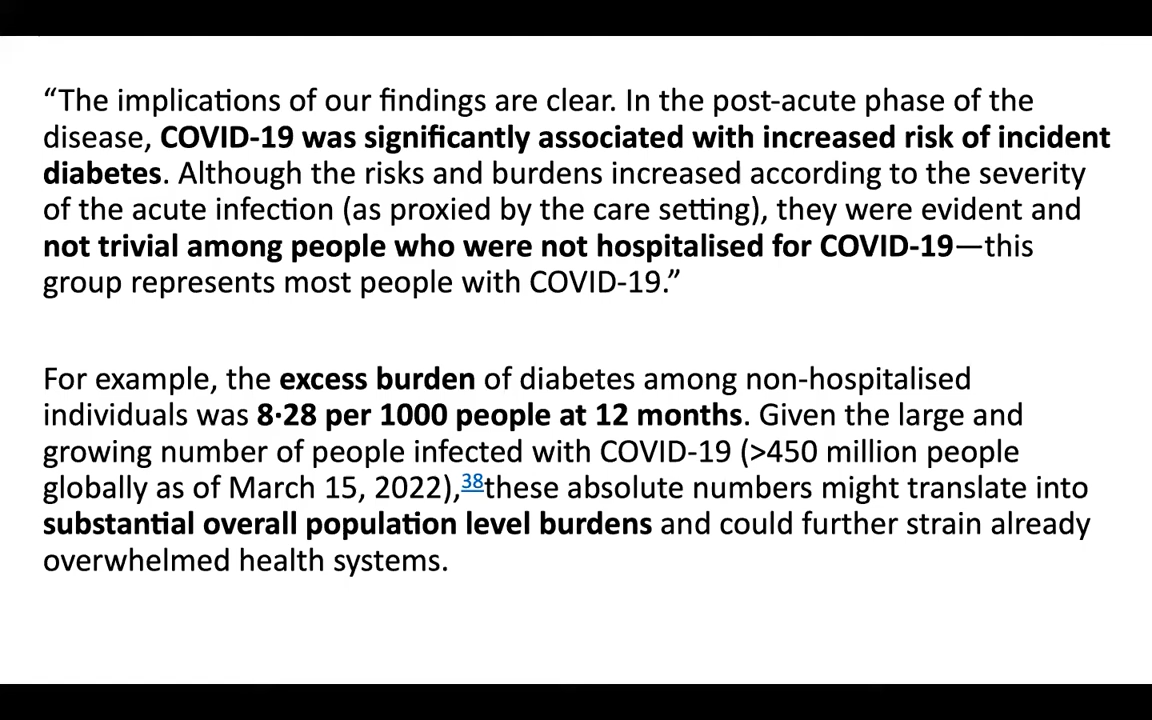 “The implications of our findings are clear. In the post-acute phase of the
disease, COVID-19 was significantly associated with increased risk of incident
diabetes. Although the risks and burdens increased according to the severity
of the acute infection (as proxied by the care setting), they were evident and
not trivial among people who were not hospitalised for COVID-19—this
group represents most people with COVID-19.”
For example, the excess burden of diabetes among non-hospitalised
individuals was 8·28 per 1000 people at 12 months. Given the large and
growing number of people infected with COVID-19 (>450 million people
globally as of March 15, 2022),38these absolute numbers might translate into
substantial overall population level burdens and could further strain already
overwhelmed health systems.